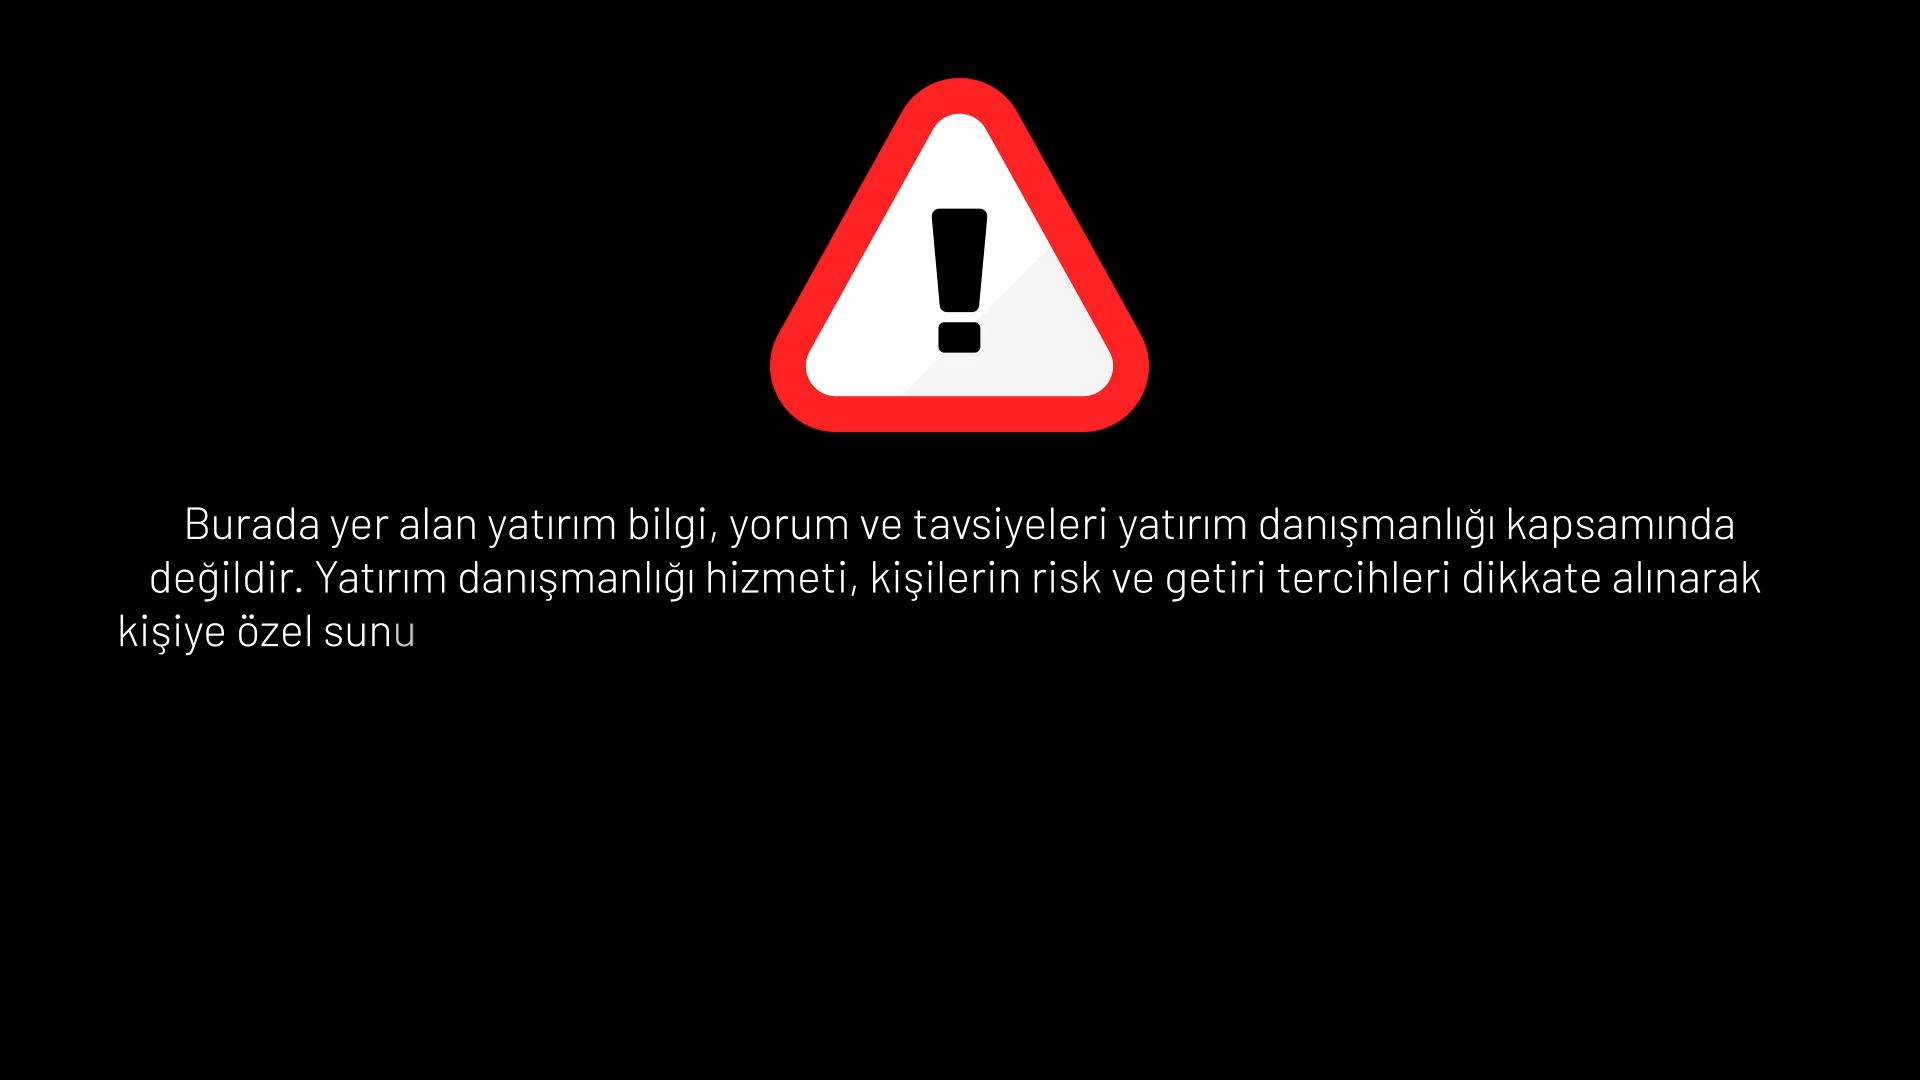 Burada yer alan yatırım bilgi, yorum ve tavsiyeleri yatırım danışmanlığı kapsamında
değildir. Yatırım danışmanlığı hizmeti, kişilerin risk ve getiri tercihleri dikkate alınarak
kişiye özel sunu